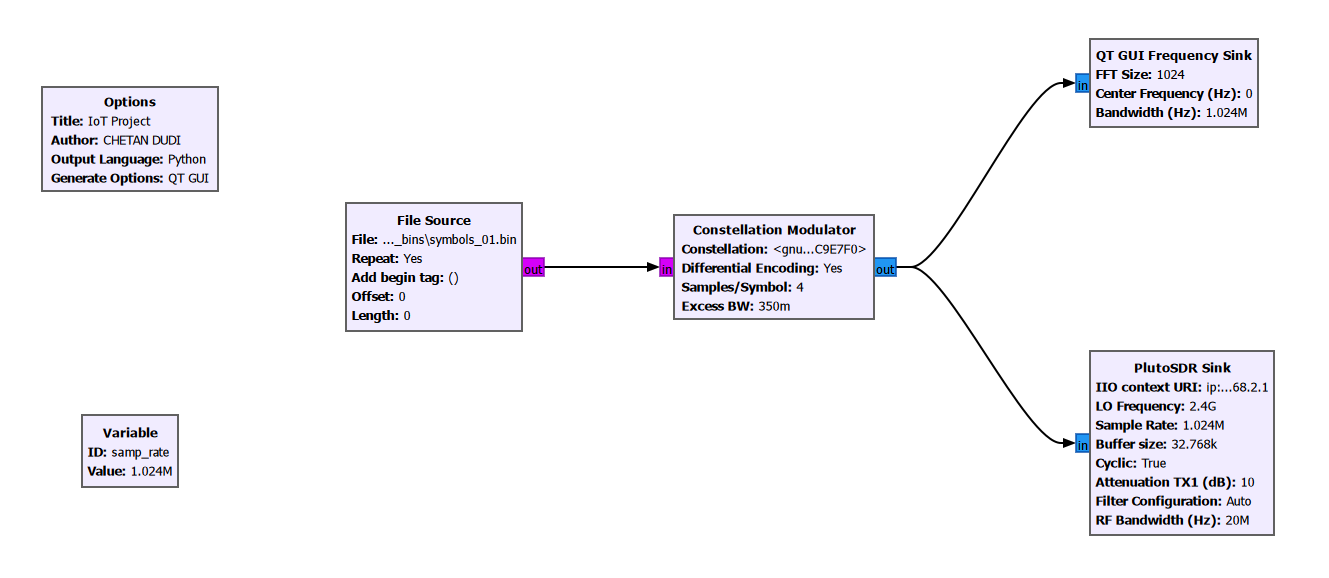 Options
Title: IoT Project
Author: CHETAN DUDI
Output Language: Python
Generate Options: QT GUI
File Source
File: ..._bins\symbols_01.bin
Repeat: Yes
Add begin tag: ()
Offset: 0
Length: 0
out
in
Constellation Modulator
Constellation: <gnu...C9E7F0>
Differential Encoding: Yes
Samples/Symbol: 4
Excess BW: 350m
out
in
QT GUI Frequency Sink
FFT Size: 1024
Center Frequency (Hz): 0
Bandwidth (Hz): 1.024M
in
PlutoSDR Sink
IIO context URI: ip:...68.2.1
LO Frequency: 2.4G
Sample Rate: 1.024M
Buffer size: 32.768k
Cyclic: True
Attenuation TX1 (dB): 10
Filter Configuration: Auto
RF Bandwidth (Hz): 20M
Variable
ID: samp_rate
Value: 1.024M